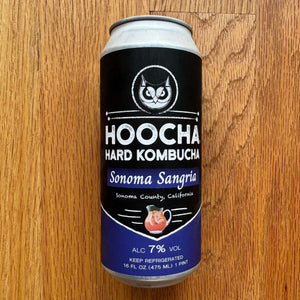 HOOCHA
HARD KOMBUCHA
Sonoma Sangria
Sonoma County, California
ALC 7% VOL
KEEP REFRIGERATED
16 FL OZ (475 ML) 1 PINT